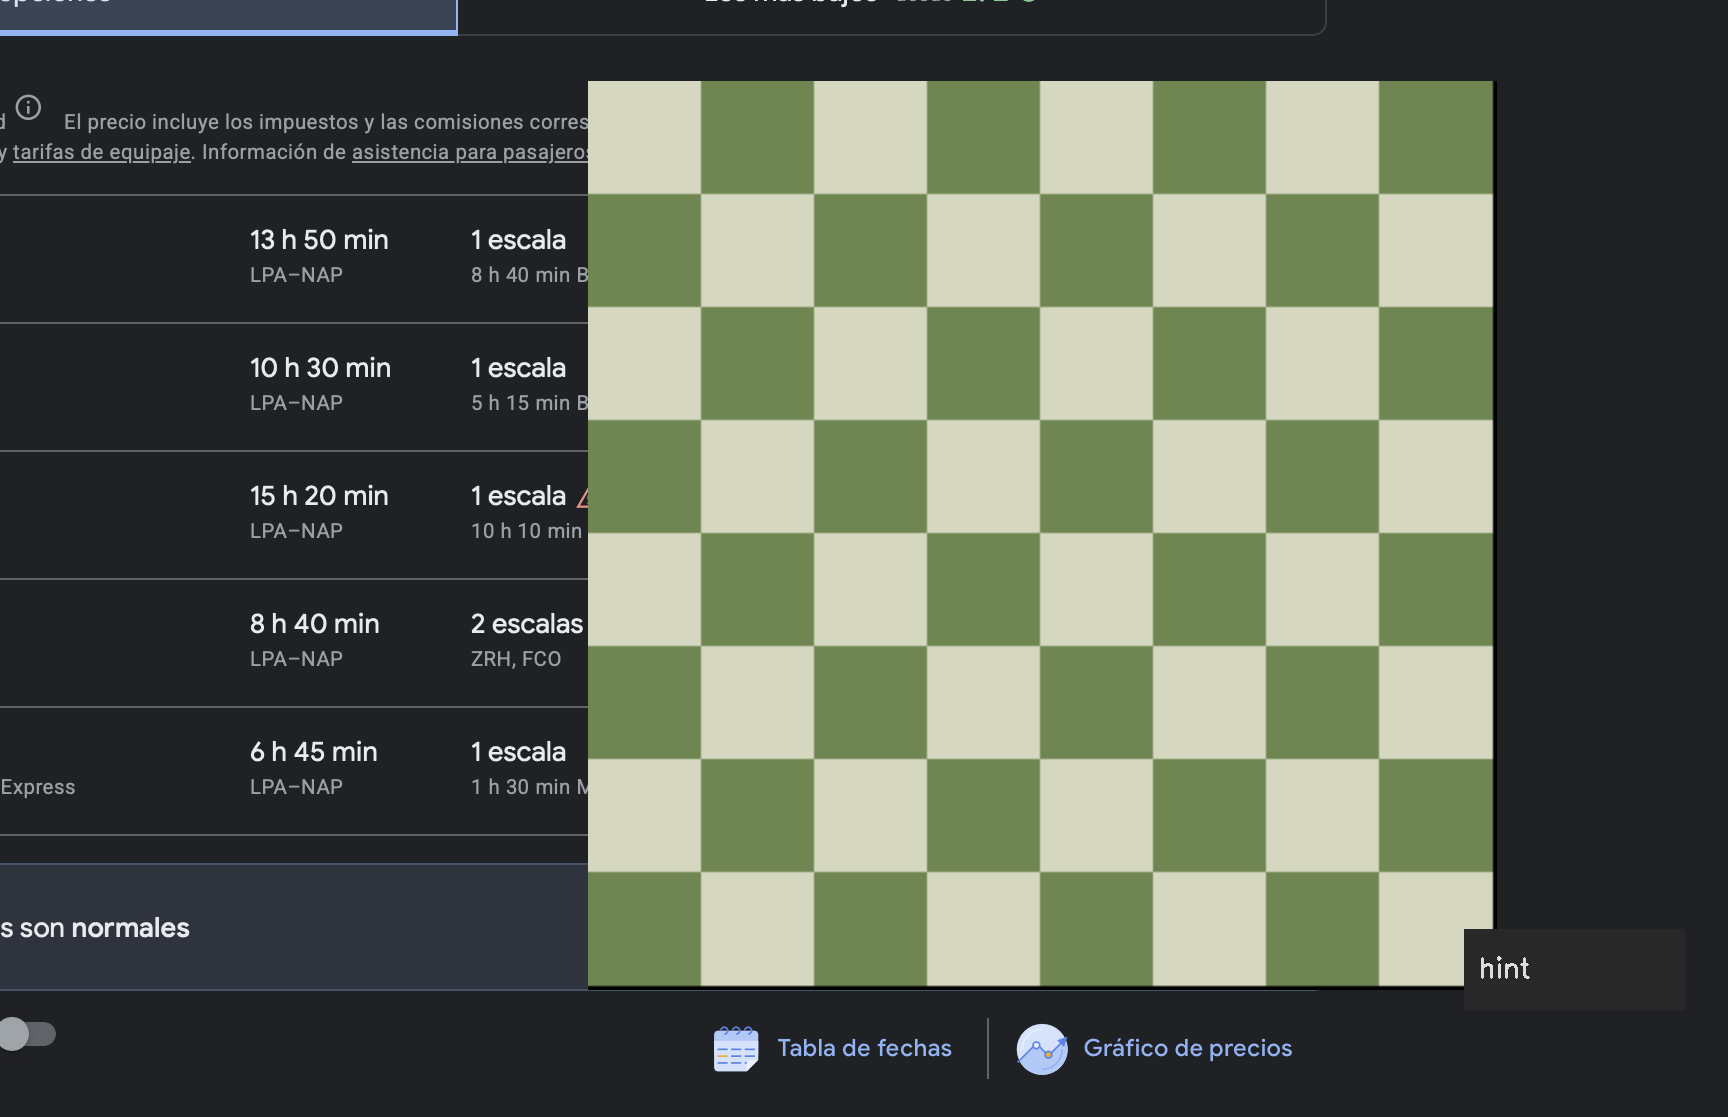 El precio incluye los impuestos y las comisiones corres
y tarifas de equipaje. Información de asistencia para pasajeros
13 h 50 min
1 escala
LPA–NAP
8 h 40 min B
10 h 30 min
1 escala
LPA–NAP
5 h 15 min B
15 h 20 min
1 escala
LPA–NAP
10 h 10 min
8 h 40 min
2 escalas
LPA–NAP
ZRH, FCO
6 h 45 min
1 escala
Express
LPA–NAP
1 h 30 min M
s son normales
hint
Tabla de fechas
Gráfico de precios